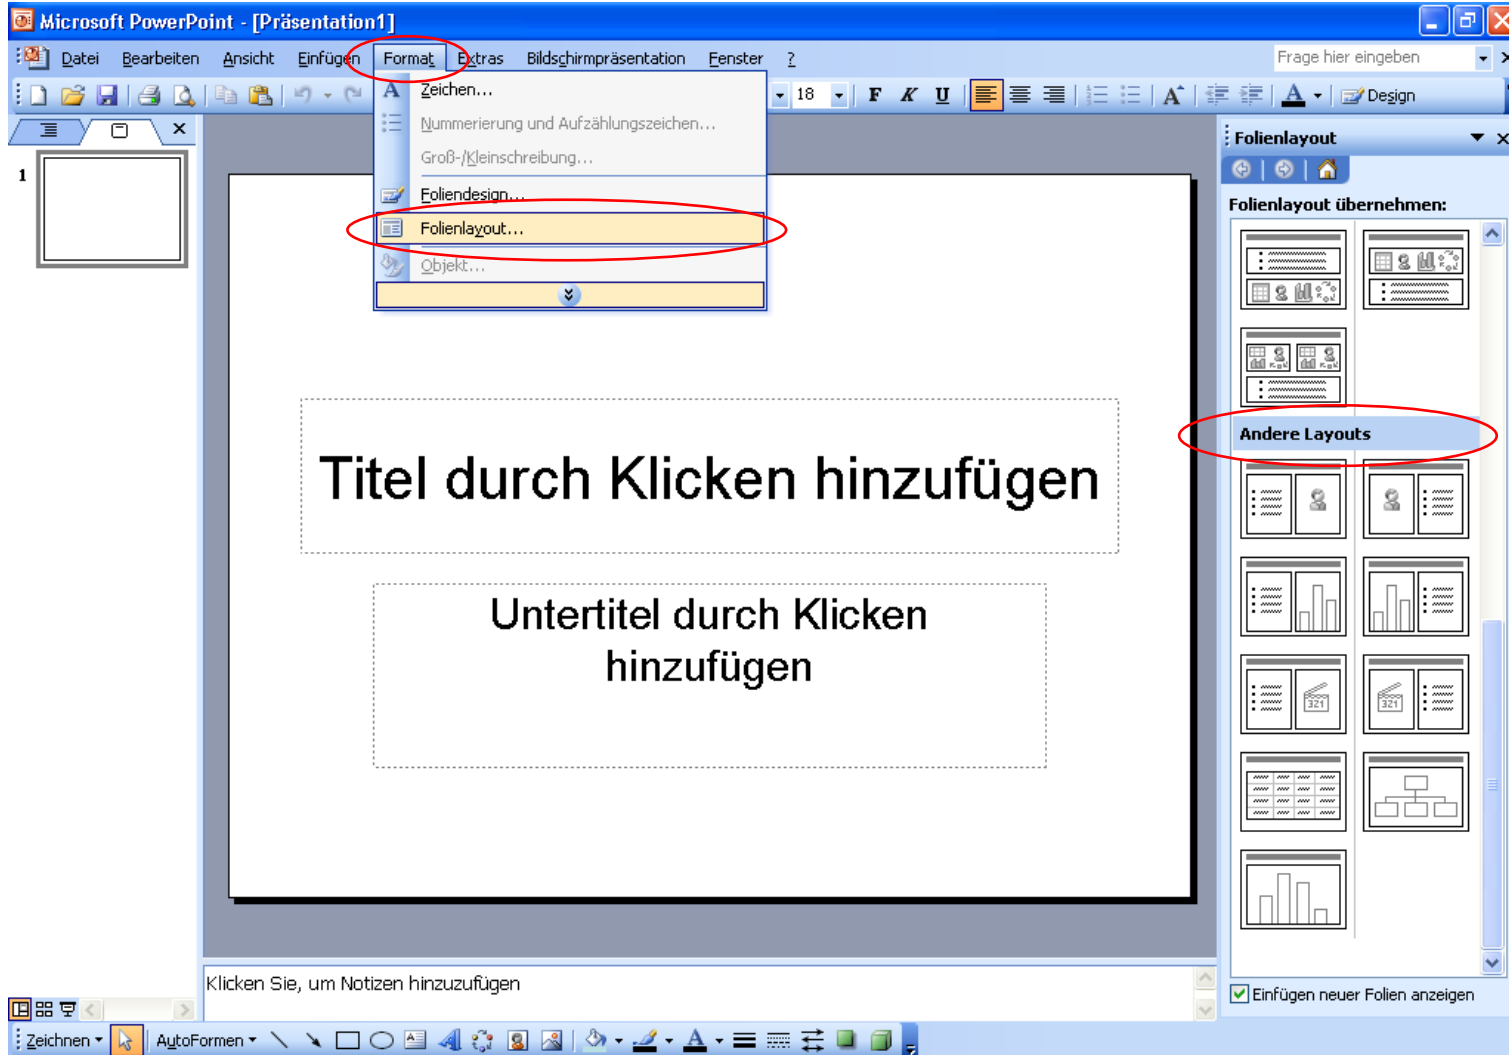 Microsoft PowerPoint - [Präsentation1]
Datei Bearbeiten Ansicht Einfügen Format Extras Bildschirmpräsentation Fenster ? Frage hier eingeben
18 F K U A A Design
Zeichen...
Nummerierung und Aufzählungszeichen...
Groß-/Kleinschreibung...
Foliendesign...
Folienlayout...
Objekt...
1
Titel durch Klicken hinzufügen
Untertitel durch Klicken
hinzufügen
Folienlayout
Folienlayout übernehmen:
Andere Layouts
321 321
Einfügen neuer Folien anzeigen
Klicken Sie, um Notizen hinzuzufügen
Zeichnen AutoFormen A A